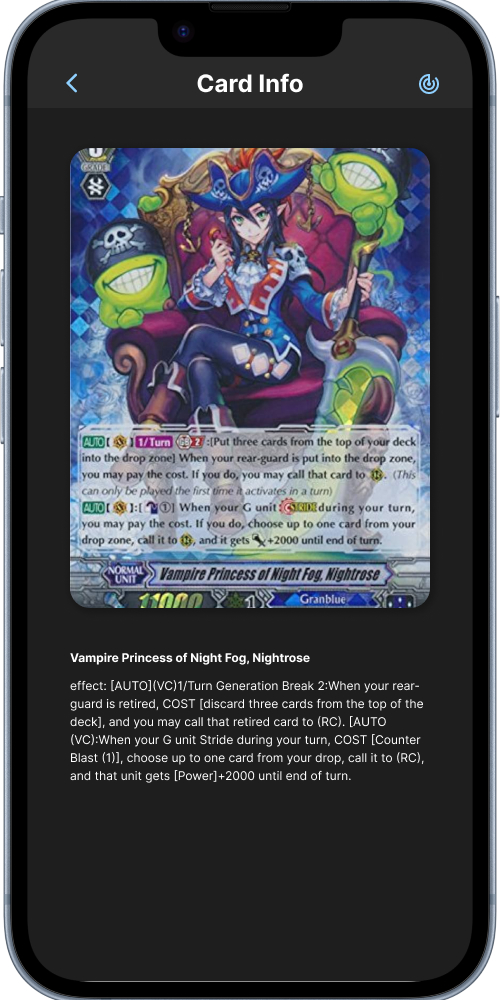 Card Info
GRADE
AUTO [ ] 1/Turn 2 :[Put three cards from the top of your deck
into the drop zone] When your rear-guard is put into the drop zone,
you may pay the cost. If you do, you may call that card to . (This
can only be played the first time it activates in a turn)
AUTO [ ]:[ ①] When your G unit STRIDE during your turn,
you may pay the cost. If you do, choose up to one card from your
drop zone, call it to , and it gets +2000 until end of turn.
NORMAL
UNIT
Vampire Princess of Night Fog, Nightrose
11000
1
Granblue
Vampire Princess of Night Fog, Nightrose
effect: [AUTO](VC)1/Turn Generation Break 2:When your rear-
guard is retired, COST [discard three cards from the top of the
deck], and you may call that retired card to (RC). [AUTO
(VC):When your G unit Stride during your turn, COST [Counter
Blast (1)], choose up to one card from your drop, call it to (RC),
and that unit gets [Power]+2000 until end of turn.